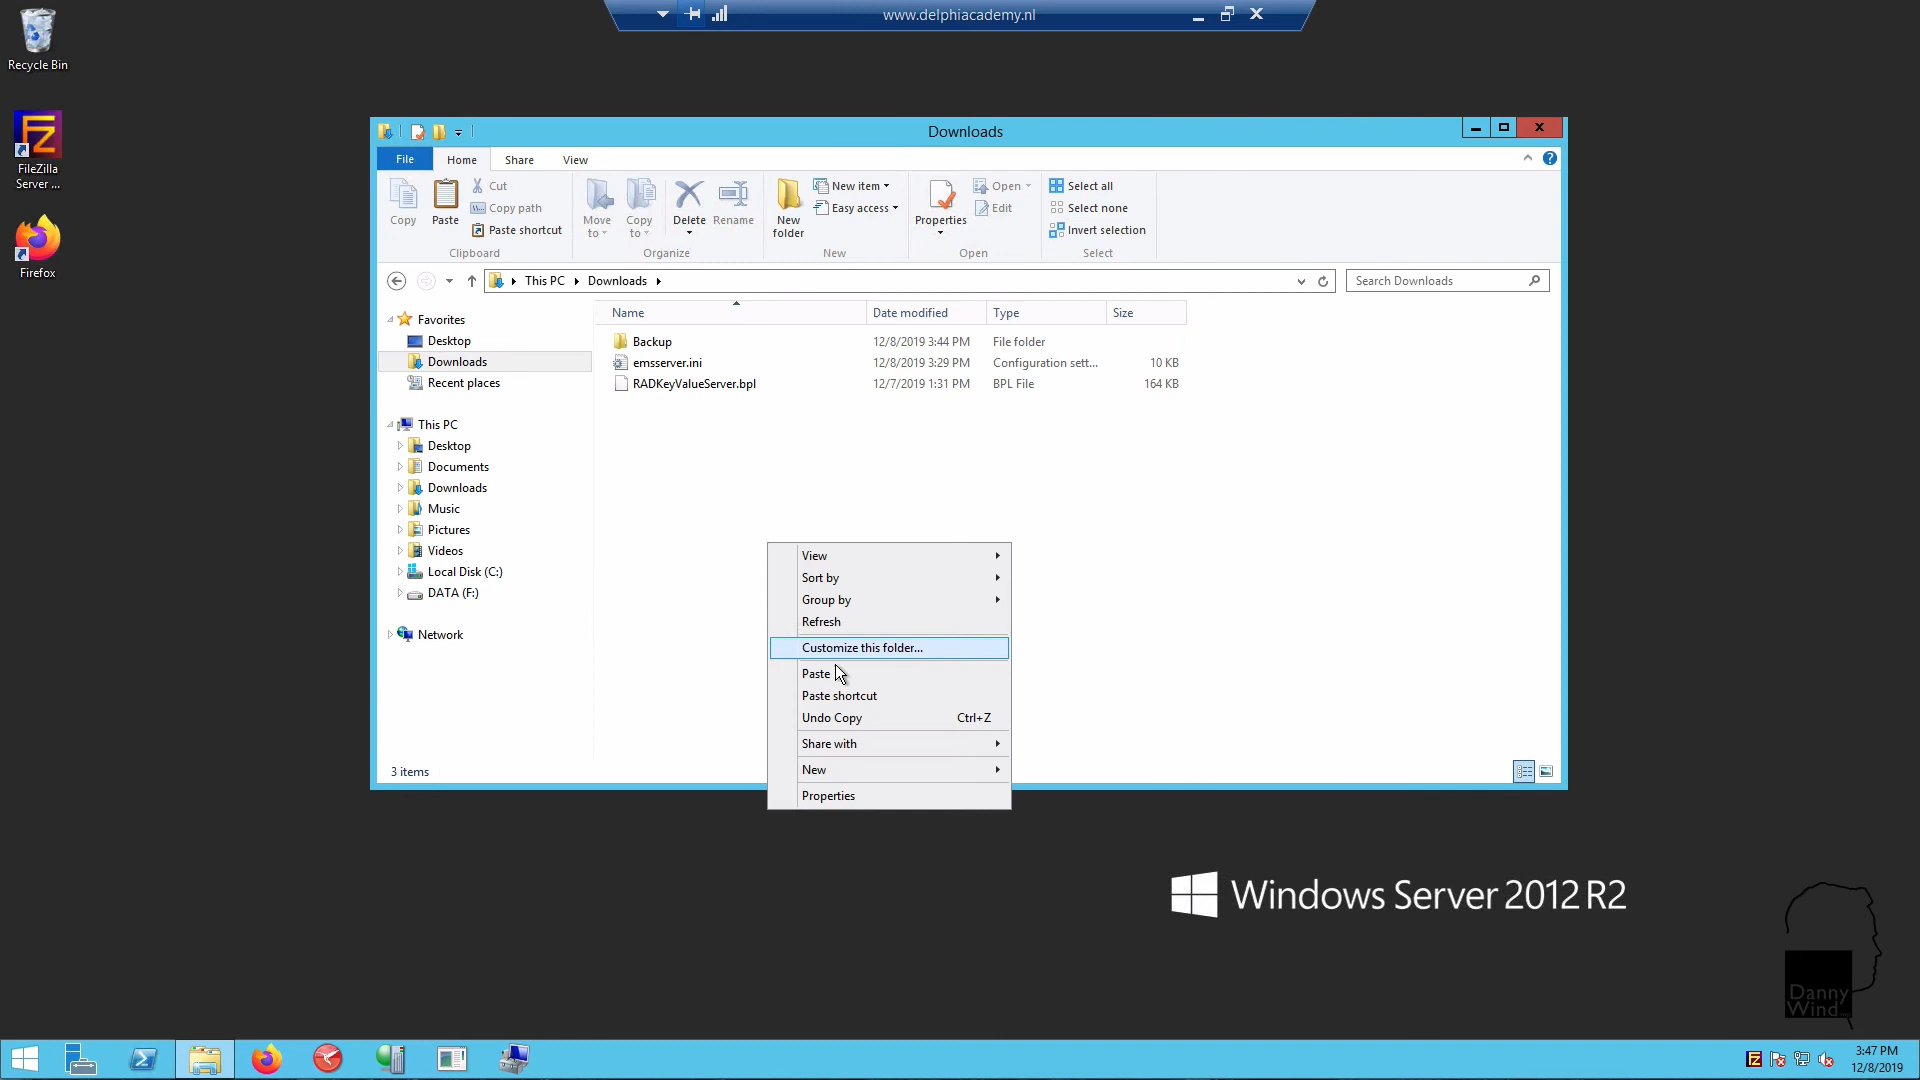 www.delphiacademy.nl
Recycle Bin
FileZilla
Server ...
Firefox
Downloads
File Home Share View
Copy
Paste
Cut
Copy path
Paste shortcut
Clipboard
Move
to
Copy
to
Delete
Rename
Organize
New
folder
New item
Easy access
New
Properties
Open
Edit
Open
Select all
Select none
Invert selection
Select
This PC Downloads
Search Downloads
Favorites
Desktop
Downloads
Recent places
This PC
Desktop
Documents
Downloads
Music
Pictures
Videos
Local Disk (C:)
DATA (F:)
Network
Name Date modified Type Size
Backup 12/8/2019 3:44 PM File folder
emsserver.ini 12/8/2019 3:29 PM Configuration sett... 10 KB
RADKeyValueServer.bpl 12/7/2019 1:31 PM BPL File 164 KB
View
Sort by
Group by
Refresh
Customize this folder...
Paste
Paste shortcut
Undo Copy Ctrl+Z
Share with
New
Properties
3 items
Windows Server 2012 R2
Danny
Wind...
3:47 PM
12/8/2019